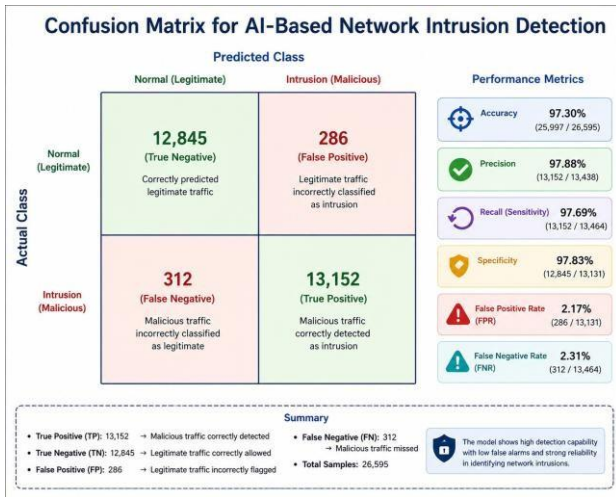 Confusion Matrix for AI-Based Network Intrusion Detection
Predicted Class
Normal (Legitimate)
Intrusion (Malicious)
Actual Class
Normal
(Legitimate)
12,845
(True Negative)
Correctly predicted
legitimate traffic
286
(False Positive)
Legitimate traffic
incorrectly classified
as intrusion
Intrusion
(Malicious)
312
(False Negative)
Malicious traffic
incorrectly classified
as legitimate
13,152
(True Positive)
Malicious traffic
correctly detected
as intrusion
Performance Metrics
Accuracy
97.30%
(25,997 / 26,595)
Precision
97.88%
(13,152 / 13,438)
Recall (Sensitivity)
97.69%
(13,152 / 13,464)
Specificity
97.83%
(12,845 / 13,131)
False Positive Rate
(FPR)
2.17%
(286 / 13,131)
False Negative Rate
(FNR)
2.31%
(312 / 13,464)
Summary
• True Positive (TP): 13,152 → Malicious traffic correctly detected
• True Negative (TN): 12,845 → Legitimate traffic correctly allowed
• False Positive (FP): 286 → Legitimate traffic incorrectly flagged
• False Negative (FN): 312
→ Malicious traffic missed
• Total Samples: 26,595
The model shows high detection capability
with low false alarms and strong reliability
in identifying network intrusions.